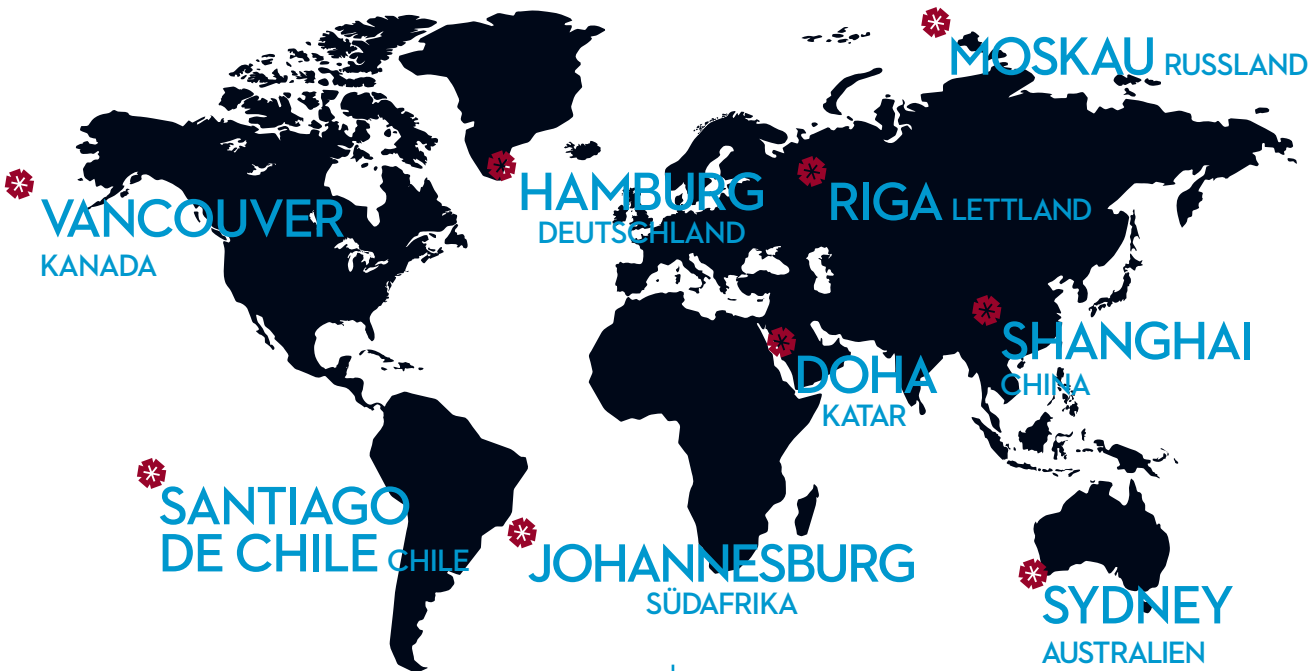 MOSKAU RUSSLAND
VANCOUVER
KANADA
HAMBURG
DEUTSCHLAND
RIGA LETTLAND
SHANGHAI
CHINA
DOHA
KATAR
SANTIAGO
DE CHILE CHILE
JOHANNESBURG
SÜDAFRIKA
SYDNEY
AUSTRALIEN